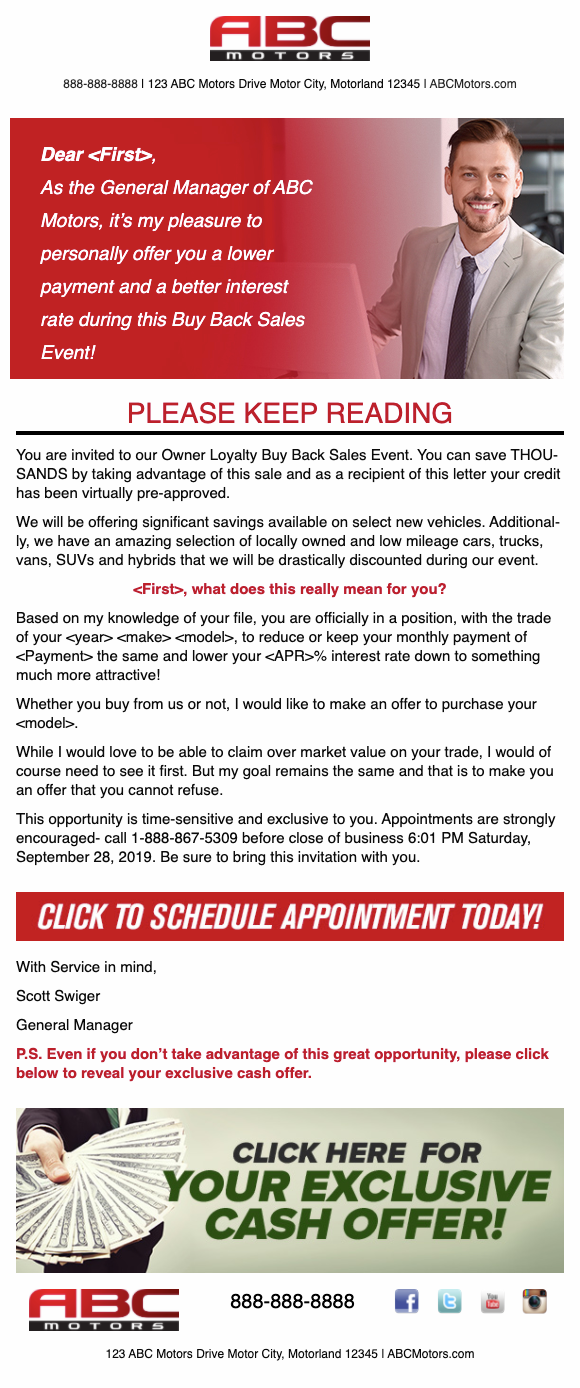 ABC
MOTORS
888-888-8888 | 123 ABC Motors Drive Motor City, Motorland 12345 | ABCMotors.com
Dear <First>,
As the General Manager of ABC
Motors, it’s my pleasure to
personally offer you a lower
payment and a better interest
rate during this Buy Back Sales
Event!
PLEASE KEEP READING
You are invited to our Owner Loyalty Buy Back Sales Event. You can save THOU-
SANDS by taking advantage of this sale and as a recipient of this letter your credit
has been virtually pre-approved.
We will be offering significant savings available on select new vehicles. Additional-
ly, we have an amazing selection of locally owned and low mileage cars, trucks,
vans, SUVs and hybrids that we will be drastically discounted during our event.
<First>, what does this really mean for you?
Based on my knowledge of your file, you are officially in a position, with the trade
of your <year> <make> <model>, to reduce or keep your monthly payment of
<Payment> the same and lower your <APR>% interest rate down to something
much more attractive!
Whether you buy from us or not, I would like to make an offer to purchase your
<model>.
While I would love to be able to claim over market value on your trade, I would of
course need to see it first. But my goal remains the same and that is to make you
an offer that you cannot refuse.
This opportunity is time-sensitive and exclusive to you. Appointments are strongly
encouraged- call 1-888-867-5309 before close of business 6:01 PM Saturday,
September 28, 2019. Be sure to bring this invitation with you.
CLICK TO SCHEDULE APPOINTMENT TODAY!
With Service in mind,
Scott Swiger
General Manager
P.S. Even if you don’t take advantage of this great opportunity, please click
below to reveal your exclusive cash offer.
CLICK HERE FOR
YOUR EXCLUSIVE
CASH OFFER!
ABC
MOTORS
888-888-8888
You Tube
123 ABC Motors Drive Motor City, Motorland 12345 | ABCMotors.com